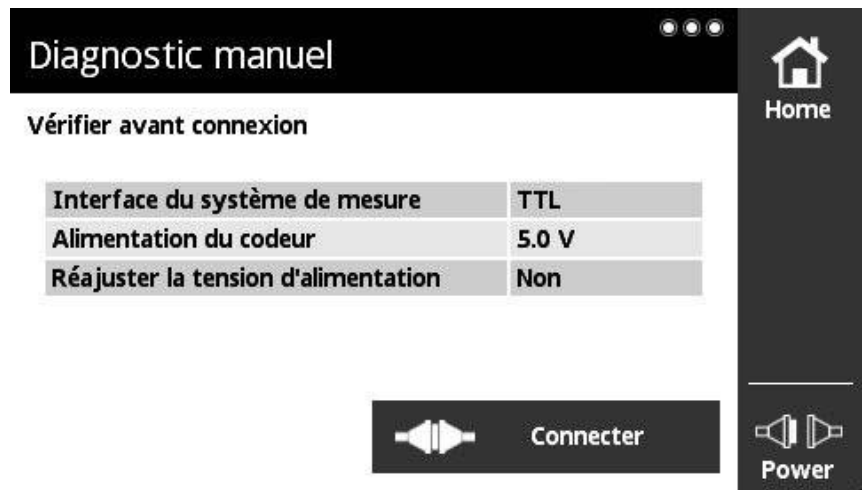 Diagnostic manuel
Home
Vérifier avant connexion
Interface du système de mesure TTL
Alimentation du codeur 5.0 V
Réajuster la tension d'alimentation Non
Connecter
Power